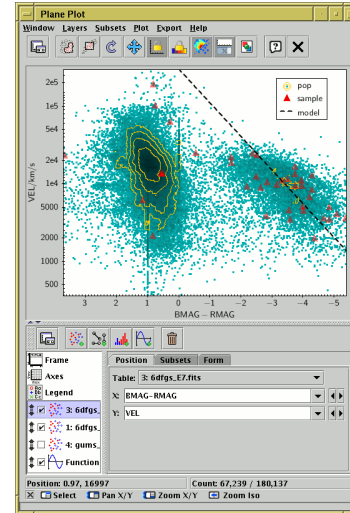 Plane Plot
Window Layers Subsets Plot Export Help
2e5
1e5
5e4
2e4
1e4
5000
2000
1000
500
VEL/km/s
pop
sample
model
3 2 1 0 −1 −2 −3 −4 −5
BMAG − RMAG
Frame
Axes
Legend
3: 6dfgs_
1: 6dfgs_
4: gums_
Function
Position Subsets Form
Table: 3: 6dfgs_E7.fits
X: BMAG-RMAG
Y: VEL
Position: 0.97, 16997 Count: 67,239 / 180,137
Select Pan X/Y Zoom X/Y Zoom Iso